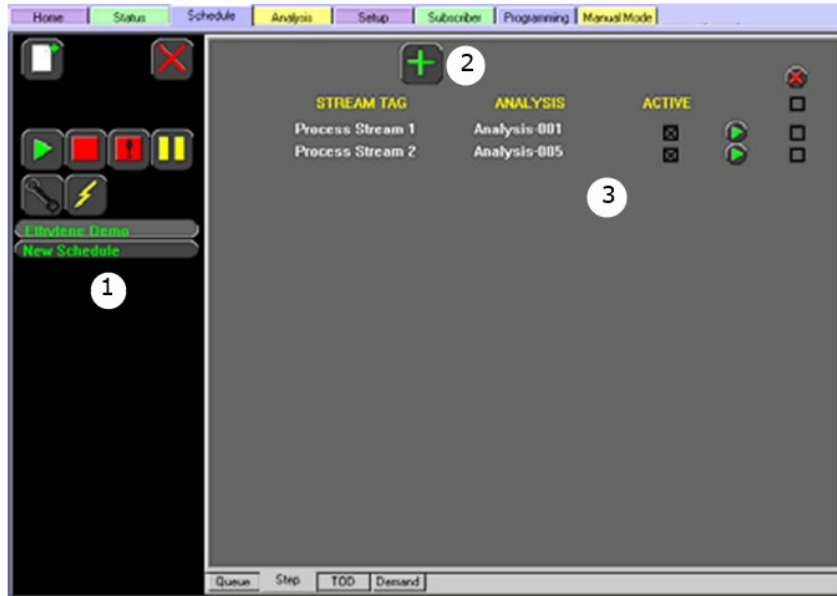 Home Status Schedule Analysis Setup Subscriber Programming Manual Mode
2
STREAM TAG ANALYSIS ACTIVE
Process Stream 1 Analysis-001
Process Stream 2 Analysis-005
3
Ethylene Demo
New Schedule
1
Queue Step TOD Demand